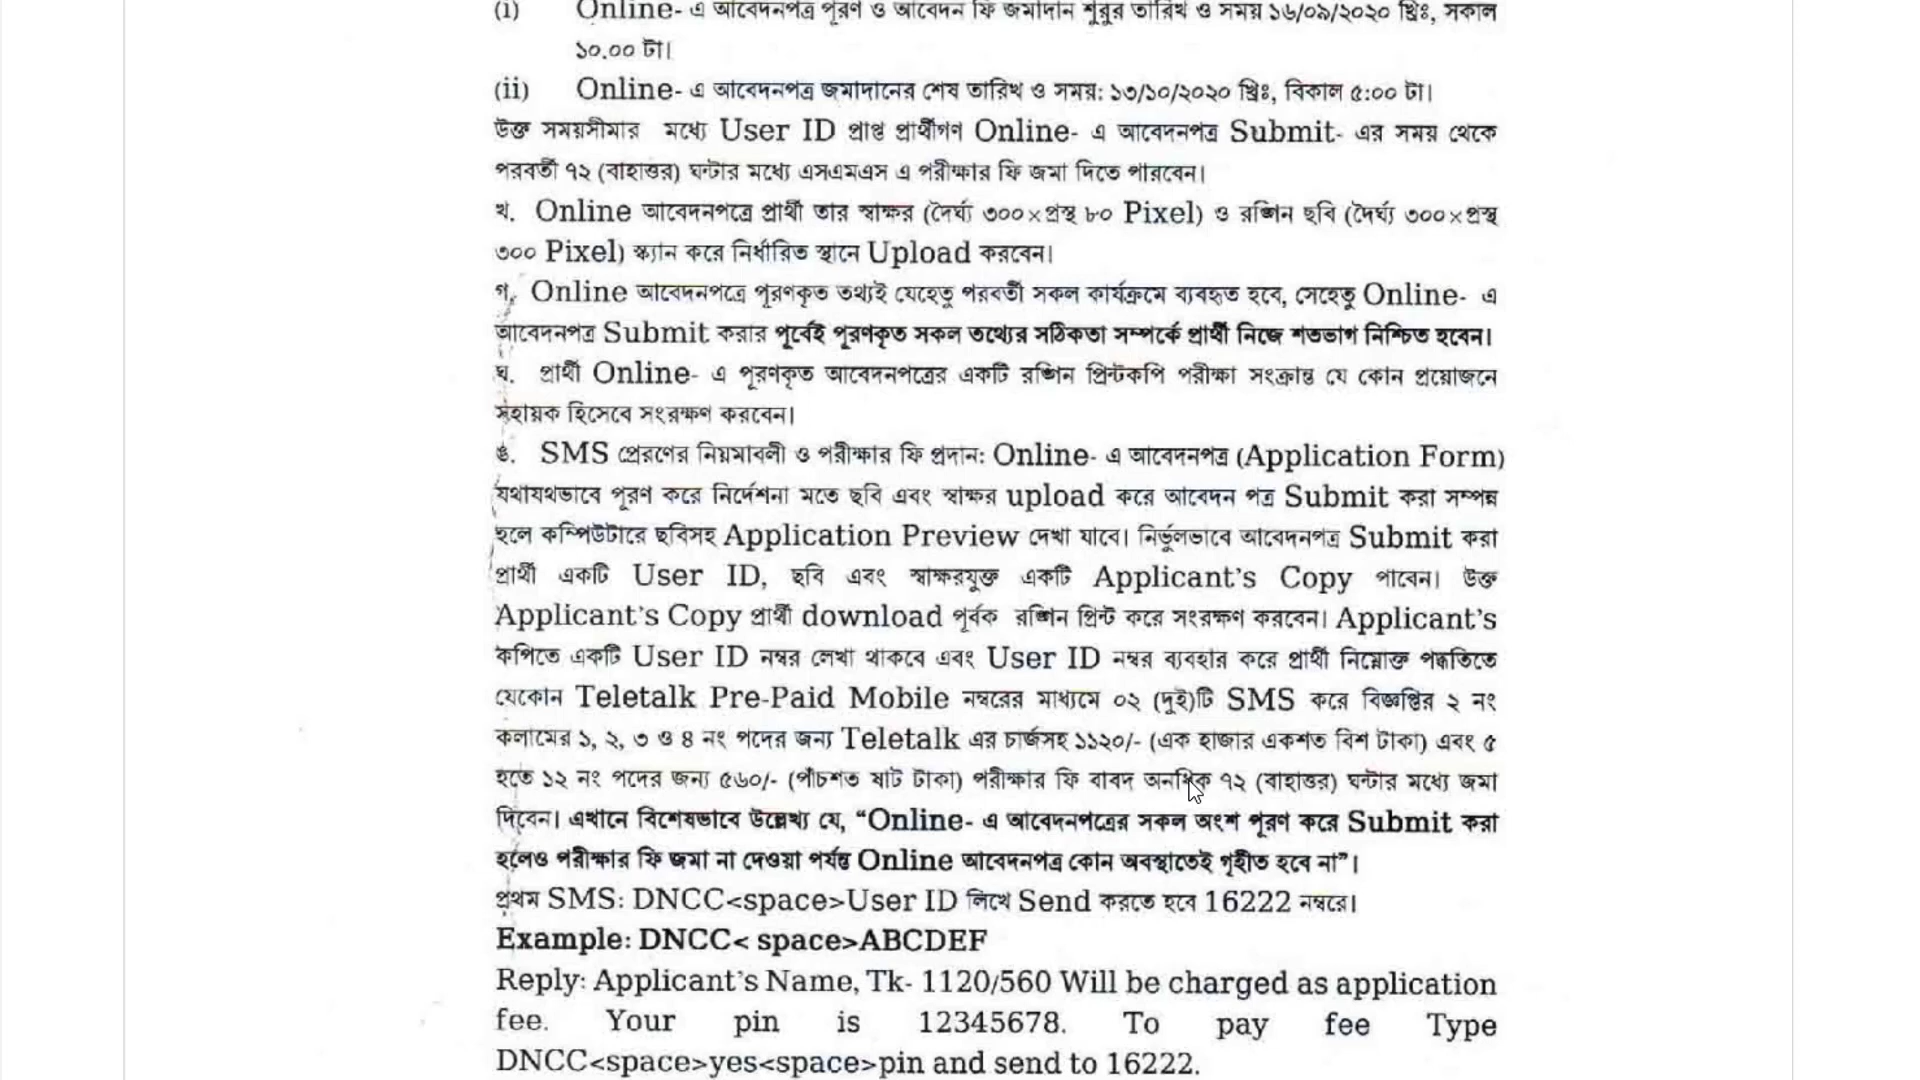 (i) Online- এ আবেদনপত্র পূরণ ও আবেদন ফি জমাদান শুরুর তারিখ ও সময় ১৬/০৯/২০২০ খ্রিঃ, সকাল
১০.০০ টা।
(ii) Online- এ আবেদনপত্র জমাদানের শেষ তারিখ ও সময়: ১৩/১০/২০২০ খ্রিঃ, বিকাল ৫:০০ টা।
উক্ত সময়সীমার মধ্যে User ID প্রাপ্ত প্রার্থীগণ Online- এ আবেদনপত্র Submit- এর সময় থেকে
পরবর্তী ৭২ (বাহাত্তর) ঘন্টার মধ্যে এসএমএস এ পরীক্ষার ফি জমা দিতে পারবেন।
খ. Online আবেদনপত্রে প্রার্থী তার স্বাক্ষর (দৈর্ঘ্য ৩০০×প্রস্থ ৮০ Pixel) ও রঙ্গিন ছবি (দৈর্ঘ্য ৩০০×প্রস্থ
৩০০ Pixel) স্ক্যান করে নির্ধারিত স্থানে Upload করবেন।
গ. Online আবেদনপত্রে পূরণকৃত তথ্যই যেহেতু পরবর্তী সকল কার্যক্রমে ব্যবহৃত হবে, সেহেতু Online- এ
আবেদনপত্র Submit করার পূর্বেই পূরণকৃত সকল তথ্যের সঠিকতা সম্পর্কে প্রার্থী নিজে শতভাগ নিশ্চিত হবেন।
ঘ. প্রার্থী Online- এ পূরণকৃত আবেদনপত্রের একটি রঙ্গিন প্রিন্টকপি পরীক্ষা সংক্রান্ত যে কোন প্রয়োজনে
সহায়ক হিসেবে সংরক্ষণ করবেন।
ঙ. SMS প্রেরণের নিয়মাবলী ও পরীক্ষার ফি প্রদান: Online- এ আবেদনপত্র (Application Form)
যথাযথভাবে পূরণ করে নির্দেশনা মতে ছবি এবং স্বাক্ষর upload করে আবেদন পত্র Submit করা সম্পন্ন
হলে কম্পিউটারে ছবিসহ Application Preview দেখা যাবে। নির্ভুলভাবে আবেদনপত্র Submit করা
প্রার্থী একটি User ID, ছবি এবং স্বাক্ষরযুক্ত একটি Applicant's Copy পাবেন। উক্ত
Applicant's Copy প্রার্থী download পূর্বক রঙ্গিন প্রিন্ট করে সংরক্ষণ করবেন। Applicant's
কপিতে একটি User ID নম্বর লেখা থাকবে এবং User ID নম্বর ব্যবহার করে প্রার্থী নিম্নোক্ত পদ্ধতিতে
যেকোন Teletalk Pre-Paid Mobile নম্বরের মাধ্যমে ০২ (দুই)টি SMS করে বিজ্ঞপ্তির ২ নং
কলামের ১, ২, ৩ ও ৪ নং পদের জন্য Teletalk এর চার্জসহ ১১২০/- (এক হাজার একশত বিশ টাকা) এবং ৫
হতে ১২ নং পদের জন্য ৫৬০/- (পাঁচশত ষাট টাকা) পরীক্ষার ফি বাবদ অনধিক ৭২ (বাহাত্তর) ঘন্টার মধ্যে জমা
দিবেন। এখানে বিশেষভাবে উল্লেখ্য যে, “Online- এ আবেদনপত্রের সকল অংশ পূরণ করে Submit করা
হলেও পরীক্ষার ফি জমা না দেওয়া পর্যন্ত Online আবেদনপত্র কোন অবস্থাতেই গৃহীত হবে না”।
প্রথম SMS: DNCC<space>User ID লিখে Send করতে হবে 16222 নম্বরে।
Example: DNCC< space>ABCDEF
Reply: Applicant's Name, Tk- 1120/560 Will be charged as application
fee. Your pin is 12345678. To pay fee Type
DNCC<space>yes<space>pin and send to 16222.